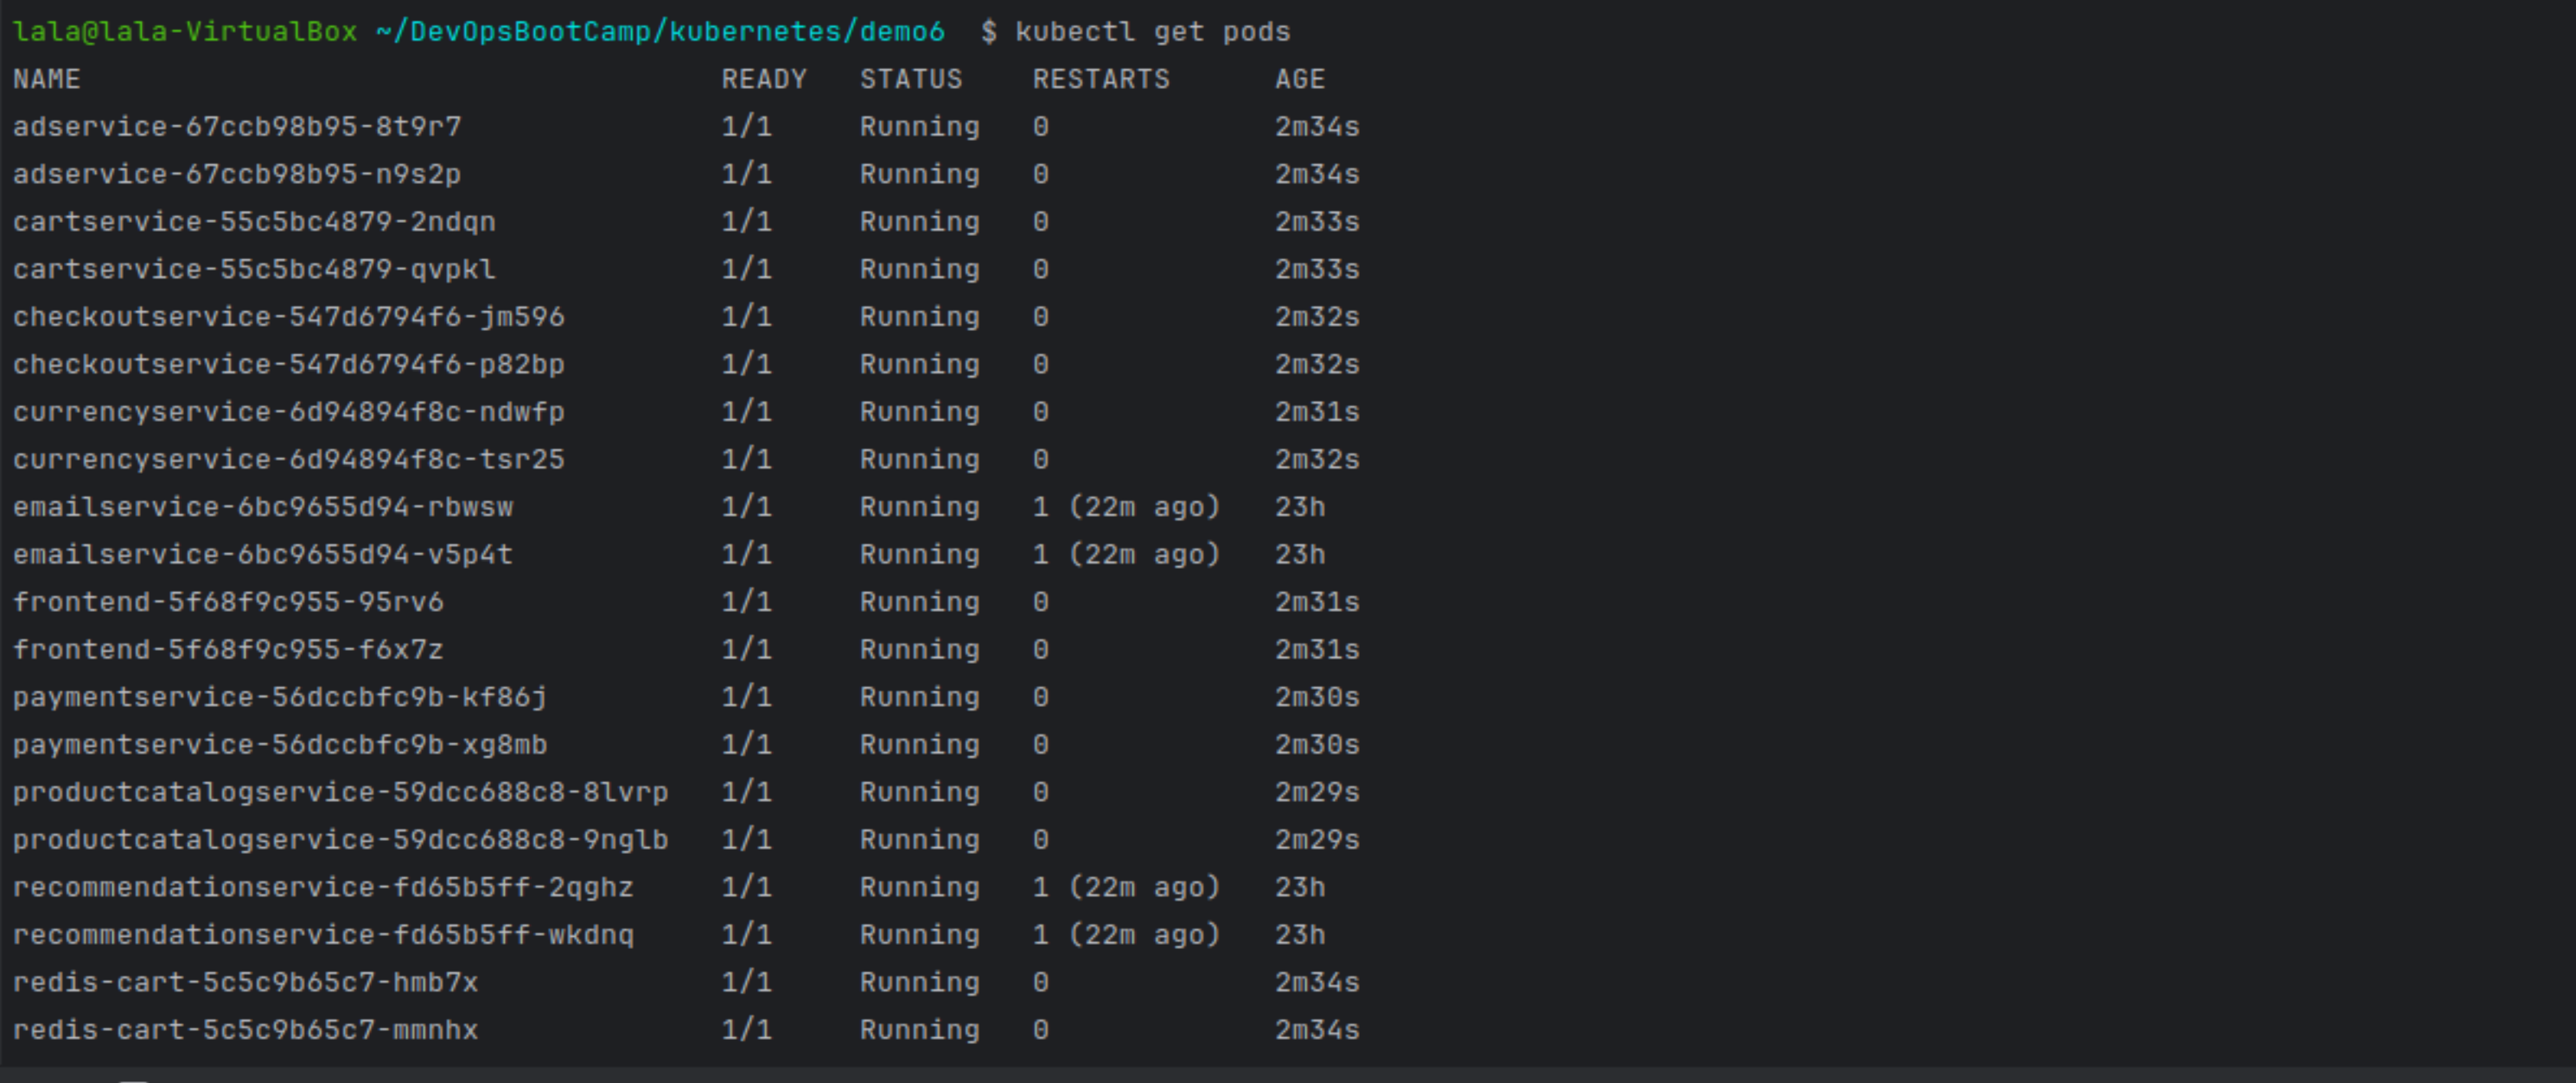 lala@lala-VirtualBox ~/DevOpsBootCamp/kubernetes/demo6 $ kubectl get pods
NAME READY STATUS RESTARTS AGE
adservice-67ccb98b95-8t9r7 1/1 Running 0 2m34s
adservice-67ccb98b95-n9s2p 1/1 Running 0 2m34s
cartservice-55c5bc4879-2ndqn 1/1 Running 0 2m33s
cartservice-55c5bc4879-qvpkl 1/1 Running 0 2m33s
checkoutservice-547d6794f6-jm596 1/1 Running 0 2m32s
checkoutservice-547d6794f6-p82bp 1/1 Running 0 2m32s
currencyservice-6d94894f8c-ndwfp 1/1 Running 0 2m31s
currencyservice-6d94894f8c-tsr25 1/1 Running 0 2m32s
emailservice-6bc9655d94-rbwsw 1/1 Running 1 (22m ago) 23h
emailservice-6bc9655d94-v5p4t 1/1 Running 1 (22m ago) 23h
frontend-5f68f9c955-95rv6 1/1 Running 0 2m31s
frontend-5f68f9c955-f6x7z 1/1 Running 0 2m31s
paymentservice-56dccbfc9b-kf86j 1/1 Running 0 2m30s
paymentservice-56dccbfc9b-xg8mb 1/1 Running 0 2m30s
productcatalogservice-59dcc688c8-8lvrp 1/1 Running 0 2m29s
productcatalogservice-59dcc688c8-9nglb 1/1 Running 0 2m29s
recommendationservice-fd65b5ff-2qghz 1/1 Running 1 (22m ago) 23h
recommendationservice-fd65b5ff-wkdnq 1/1 Running 1 (22m ago) 23h
redis-cart-5c5c9b65c7-hmb7x 1/1 Running 0 2m34s
redis-cart-5c5c9b65c7-mmnhx 1/1 Running 0 2m34s